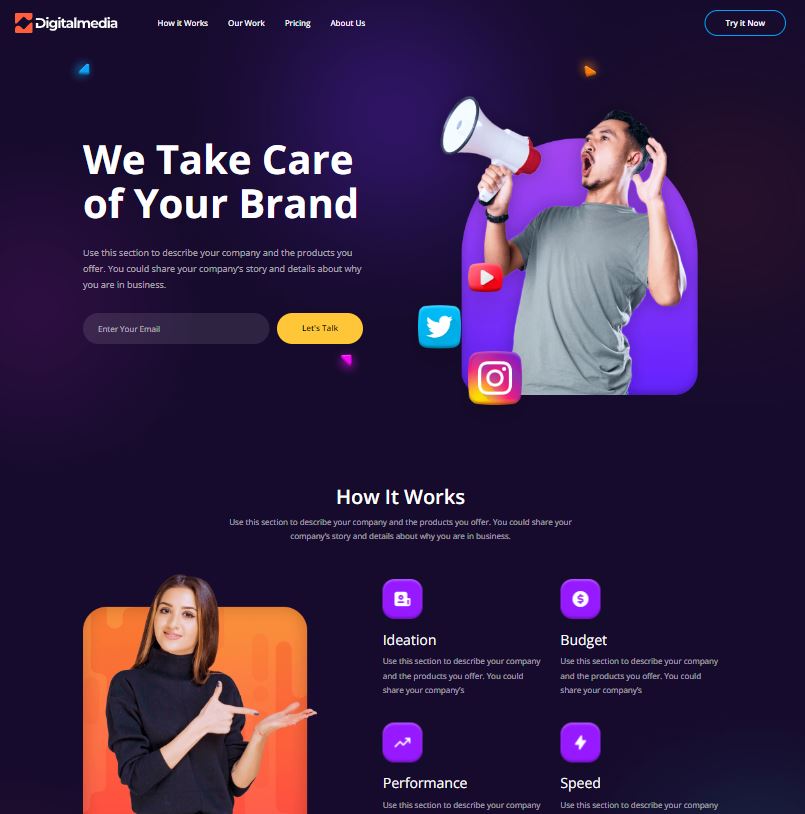 Digitalmedia
How it Works
Our Work
Pricing
About Us
Try it Now
We Take Care
of Your Brand
Use this section to describe your company and the products you
offer. You could share your company's story and details about why
you are in business.
Enter Your Email
Let's Talk
How It Works
Use this section to describe your company and the products you offer. You could share your
company's story and details about why you are in business.
Ideation
Use this section to describe your company
and the products you offer. You could
share your company's
Budget
Use this section to describe your company
and the products you offer. You could
share your company's
Performance
Use this section to describe your company
Speed
Use this section to describe your company